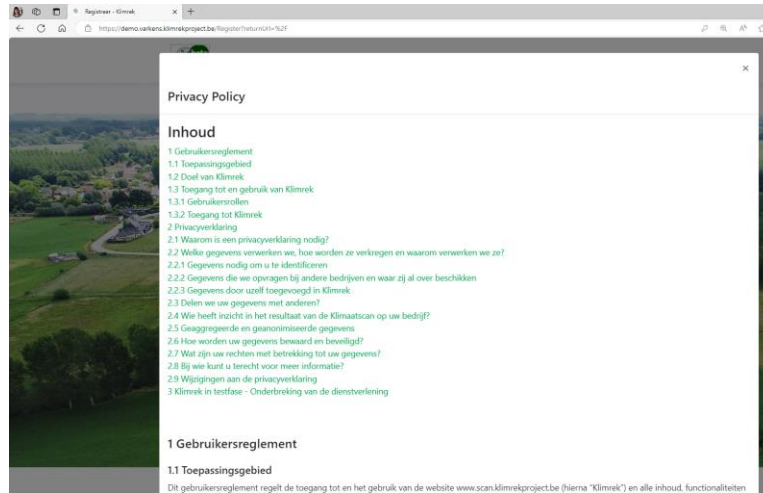 Registreer - Klimrek
https://demo.varkens.klimrekproject.be/Register?returnUrl=%2F
beta
Privacy Policy
Inhoud
1 Gebruikersreglement
1.1 Toepassingsgebied
1.2 Doel van Klimrek
1.3 Toegang tot en gebruik van Klimrek
1.3.1 Gebruikersrollen
1.3.2 Toegang tot Klimrek
2 Privacyverklaring
2.1 Waarom is een privacyverklaring nodig?
2.2 Welke gegevens verwerken we, hoe worden ze verkregen en waarom verwerken we ze?
2.2.1 Gegevens nodig om u te identificeren
2.2.2 Gegevens die we opvragen bij andere bedrijven en waar zij al over beschikken
2.2.3 Gegevens door uzelf toegevoegd in Klimrek
2.3 Delen we uw gegevens met anderen?
2.4 Wie heeft inzicht in het resultaat van de Klimaatscan op uw bedrijf?
2.5 Geaggregeerde en geanonimiseerde gegevens
2.6 Hoe worden uw gegevens bewaard en beveiligd?
2.7 Wat zijn uw rechten met betrekking tot uw gegevens?
2.8 Bij wie kunt u terecht voor meer informatie?
2.9 Wijzigingen aan de privacyverklaring
3 Klimrek in testfase - Onderbreking van de dienstverlening
1 Gebruikersreglement
1.1 Toepassingsgebied
Dit gebruikersreglement regelt de toegang tot en het gebruik van de website www.scan.klimrekproject.be (hierna "Klimrek") en alle inhoud, functionaliteiten